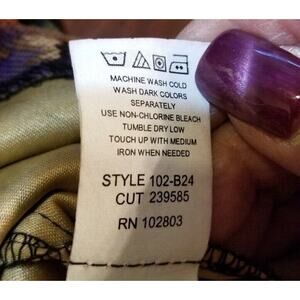 MACHINE WASH COLD
WASH DARK COLORS
SEPARATELY
USE NON-CHLORINE BLEACH
TUMBLE DRY LOW
TOUCH UP WITH MEDIUM
IRON WHEN NEEDED
STYLE 102-B24
CUT 239585
RN 102803